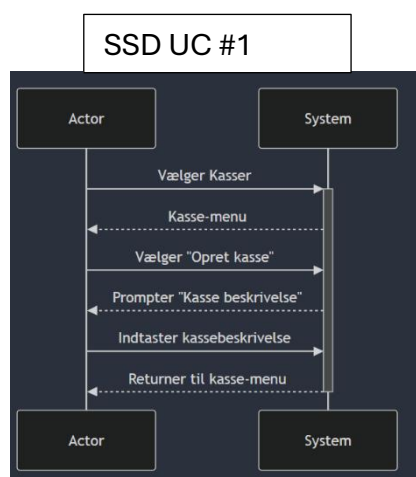 SSD UC #1
Actor System
Vælger Kasser
Kasse-menu
Vælger "Opret kasse"
Prompter "Kasse beskrivelse"
Indtaster kassebeskrivelse
Returner til kasse-menu
Actor System